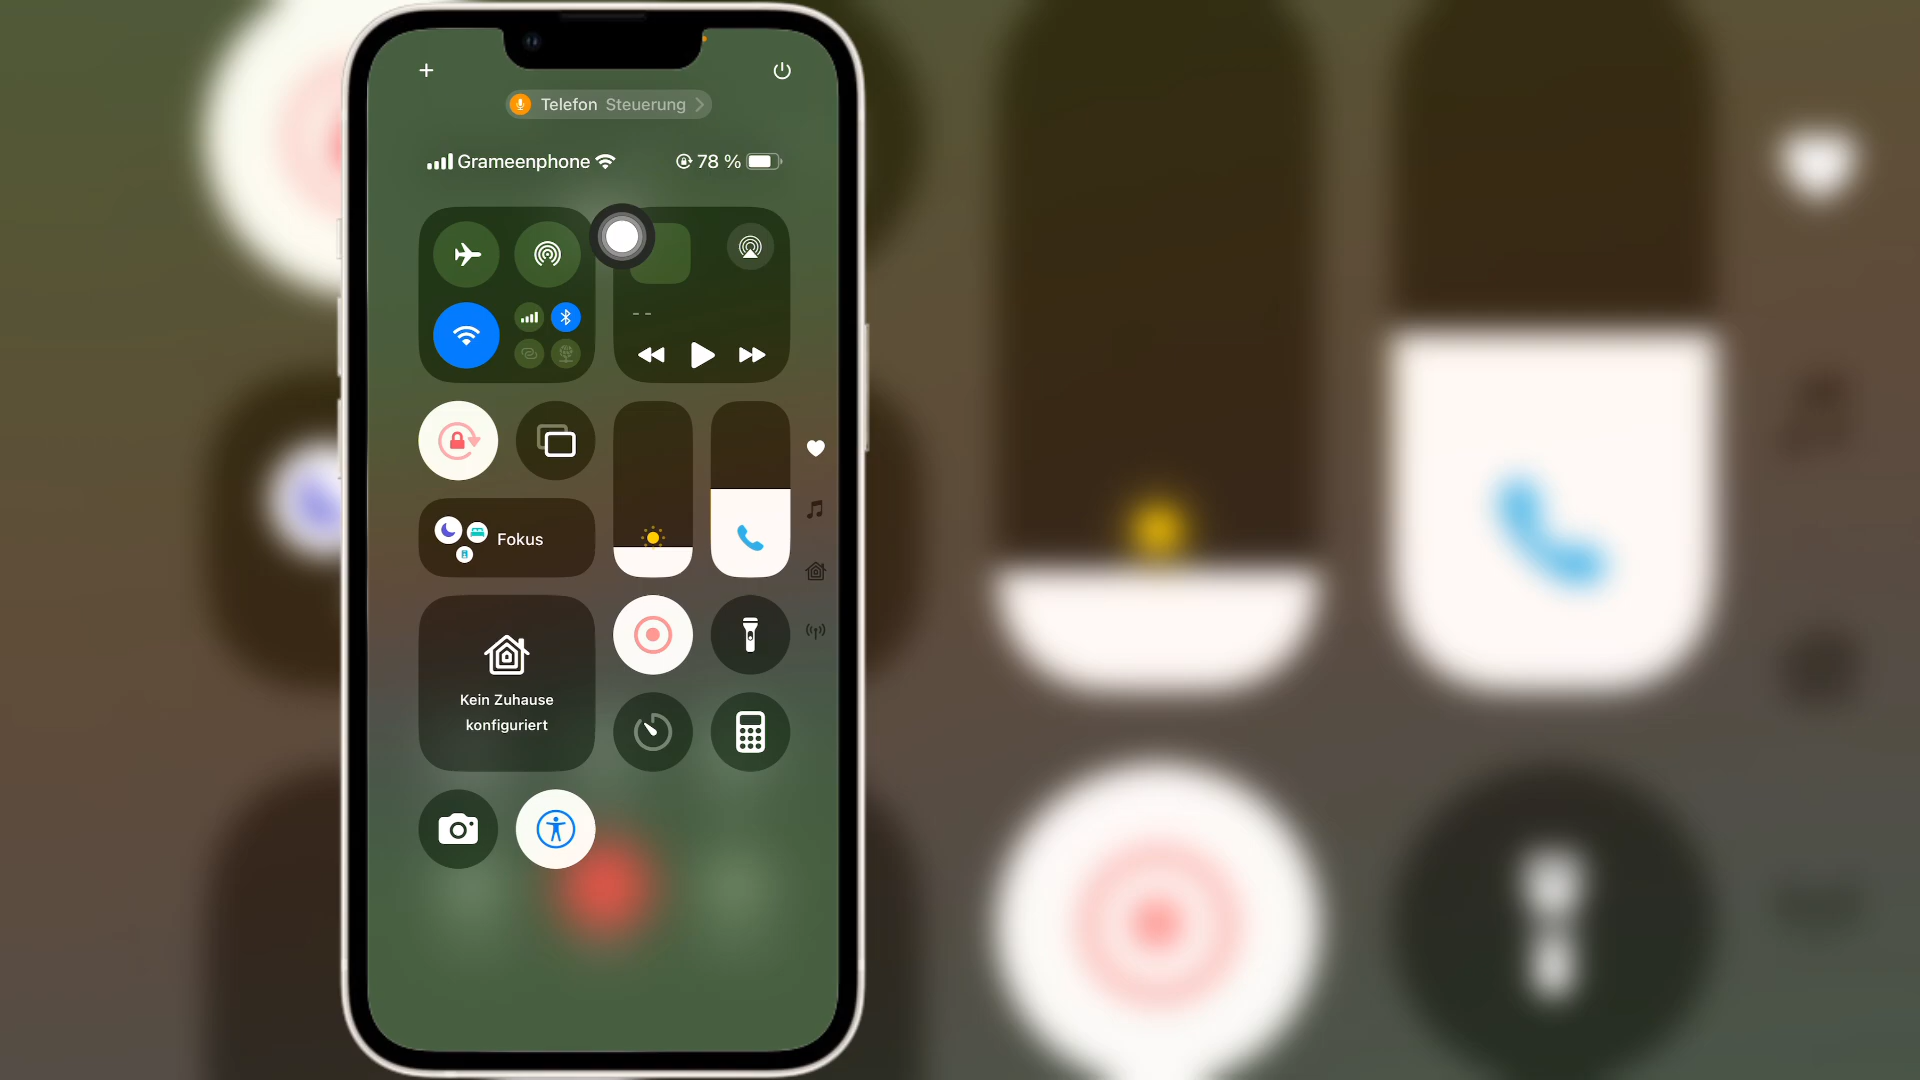 Telefon Steuerung
Grameenphone 78 %
Fokus
Kein Zuhause
konfiguriert